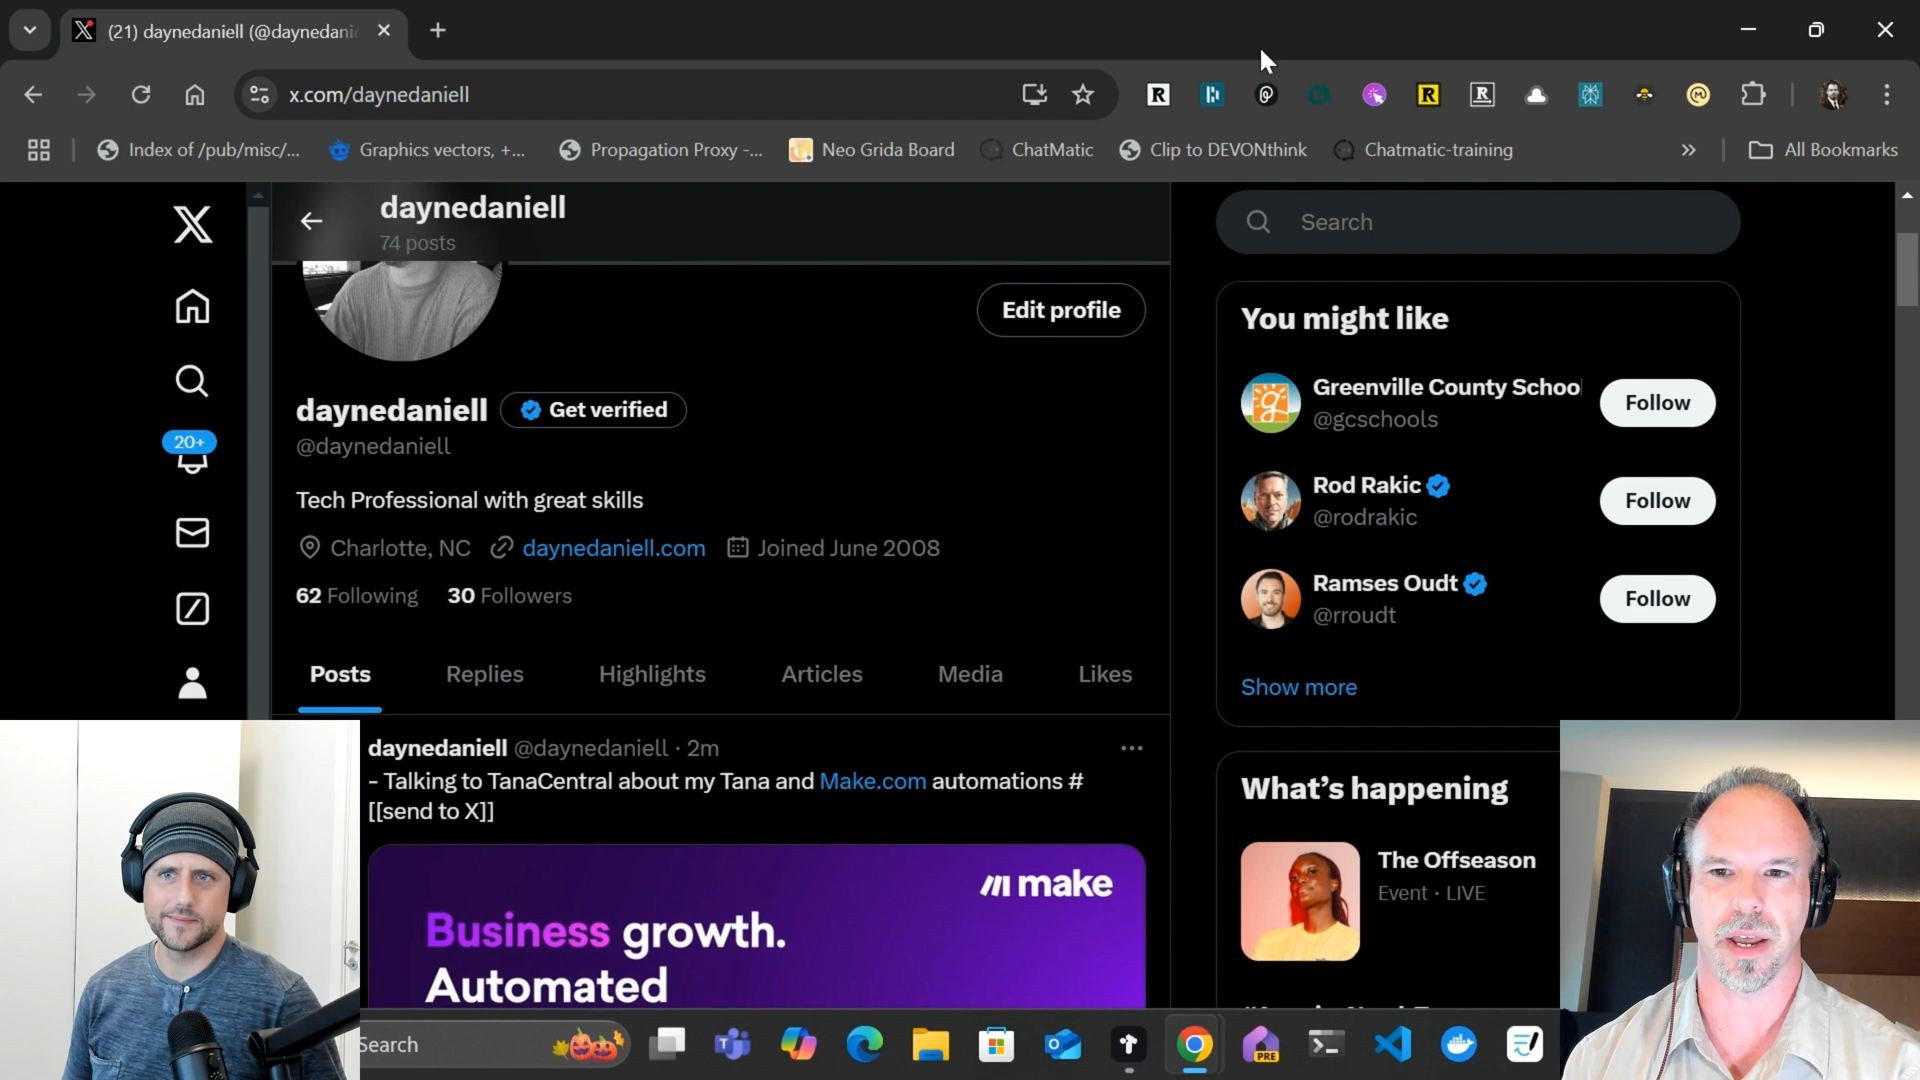 (21) daynedaniell (@daynedani
x.com/daynedaniell
Index of /pub/misc/...
Graphics vectors, +...
Propagation Proxy -...
Neo Grida Board
ChatMatic
Clip to DEVONthink
Chatmatic-training
All Bookmarks
daynedaniell
74 posts
Edit profile
daynedaniell
Get verified
@daynedaniell
Tech Professional with great skills
Charlotte, NC
daynedaniell.com
Joined June 2008
62 Following
30 Followers
Posts
Replies
Highlights
Articles
Media
Likes
20+
daynedaniell @daynedaniell · 2m
- Talking to TanaCentral about my Tana and Make.com automations #
[[send to X]]
make
Business growth.
Automated
Search
You might like
Greenville County Schoo
@gcschools
Follow
Rod Rakic
@rodrakic
Follow
Ramses Oudt
@rroudt
Follow
Show more
What's happening
The Offseason
Event · LIVE
Search
PRE